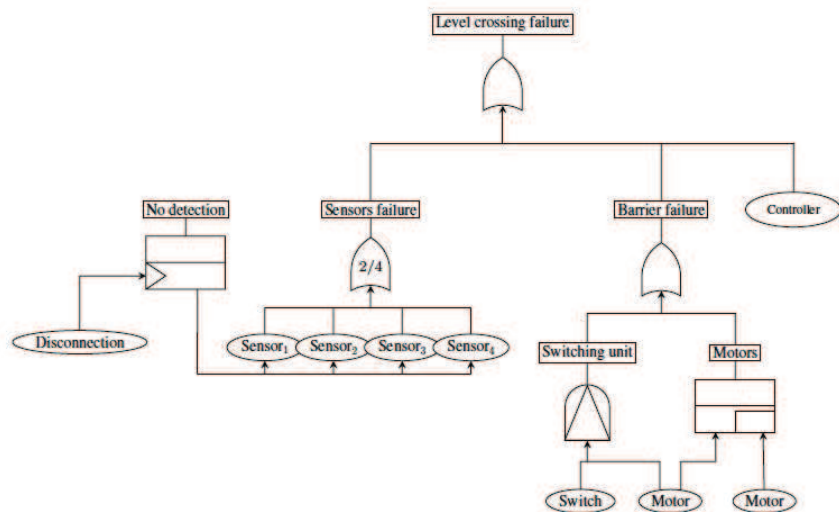 Level crossing failure
No detection
Sensors failure
Barrier failure
Controller
2/4
Disconnection
Sensor₁
Sensor₂
Sensor₃
Sensor₄
Switching unit
Motors
Switch
Motor
Motor